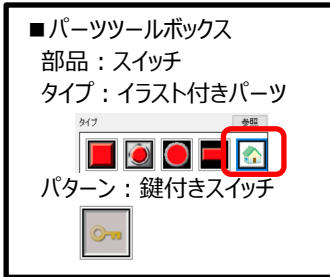 ■パーツツールボックス
部品：スイッチ
タイプ：イラスト付きパーツ
タイプ 参照
パターン：鍵付きスイッチ